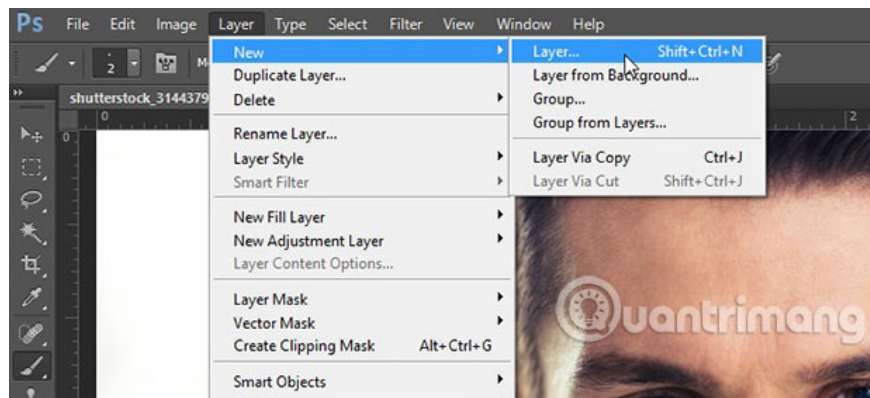 Ps File Edit Image Layer Type Select Filter View Window Help
2
shutterstock_3144379
0
2
0
New
Duplicate Layer...
Delete
Rename Layer...
Layer Style
Smart Filter
New Fill Layer
New Adjustment Layer
Layer Content Options...
Layer Mask
Vector Mask
Create Clipping Mask Alt+Ctrl+G
Smart Objects
Layer... Shift+Ctrl+N
Layer from Background...
Group...
Group from Layers...
Layer Via Copy Ctrl+J
Layer Via Cut Shift+Ctrl+J
Quantrimang